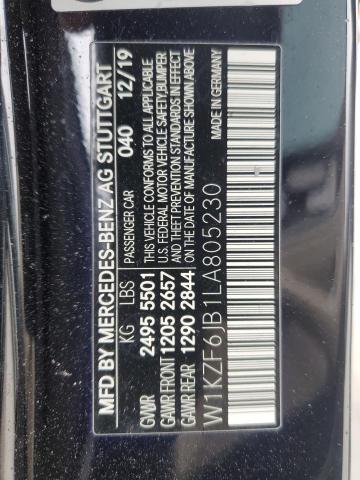 MFD BY MERCEDES-BENZ AG STUTTGART
KG LBS PASSENGER CAR 040 12/19
GVWR 2495 5501 THIS VEHICLE CONFORMS TO ALL APPLICABLE
U.S. FEDERAL MOTOR VEHICLE SAFETY,BUMPER
GAWR FRONT 1205 2657 AND THEFT PREVENTION STANDARDS IN EFFECT
GAWR REAR 1290 2844 ON THE DATE OF MANUFACTURE SHOWN ABOVE.
W1KZF6JB1LA805230 MADE IN GERMANY